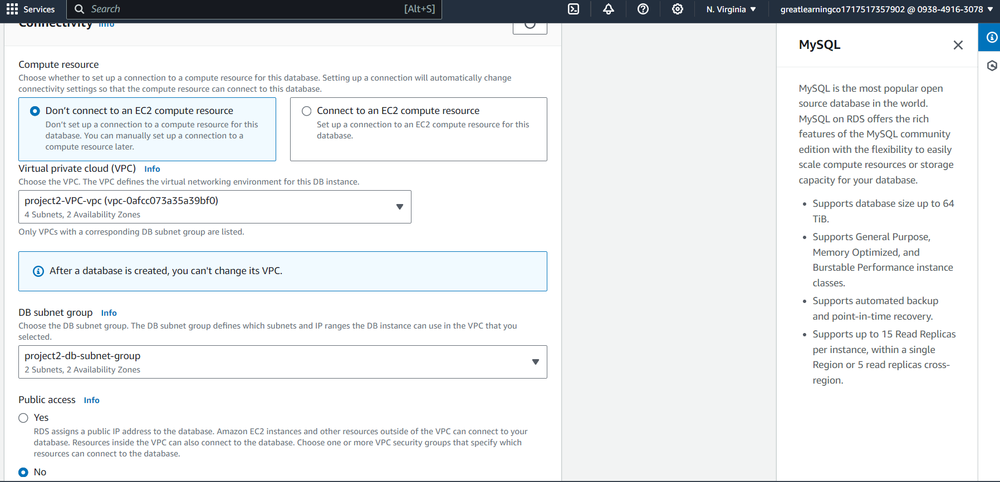 Services
Search
[Alt+S]
N. Virginia
greatlearningco1717517357902 @ 0938-4916-3078
Connectivity Info
Compute resource
Choose whether to set up a connection to a compute resource for this database. Setting up a connection will automatically change
connectivity settings so that the compute resource can connect to this database.
Don’t connect to an EC2 compute resource
Don’t set up a connection to a compute resource for this
database. You can manually set up a connection to a
compute resource later.
Connect to an EC2 compute resource
Set up a connection to an EC2 compute resource for this
database.
Virtual private cloud (VPC) Info
Choose the VPC. The VPC defines the virtual networking environment for this DB instance.
project2-VPC-vpc (vpc-0afcc073a35a39bf0)
4 Subnets, 2 Availability Zones
Only VPCs with a corresponding DB subnet group are listed.
After a database is created, you can't change its VPC.
DB subnet group Info
Choose the DB subnet group. The DB subnet group defines which subnets and IP ranges the DB instance can use in the VPC that you
selected.
project2-db-subnet-group
2 Subnets, 2 Availability Zones
Public access Info
Yes
RDS assigns a public IP address to the database. Amazon EC2 instances and other resources outside of the VPC can connect to your
database. Resources inside the VPC can also connect to the database. Choose one or more VPC security groups that specify which
resources can connect to the database.
No
MySQL
MySQL is the most popular open
source database in the world.
MySQL on RDS offers the rich
features of the MySQL community
edition with the flexibility to easily
scale compute resources or storage
capacity for your database.
Supports database size up to 64
TiB.
Supports General Purpose,
Memory Optimized, and
Burstable Performance instance
classes.
Supports automated backup
and point-in-time recovery.
Supports up to 15 Read Replicas
per instance, within a single
Region or 5 read replicas cross-
region.